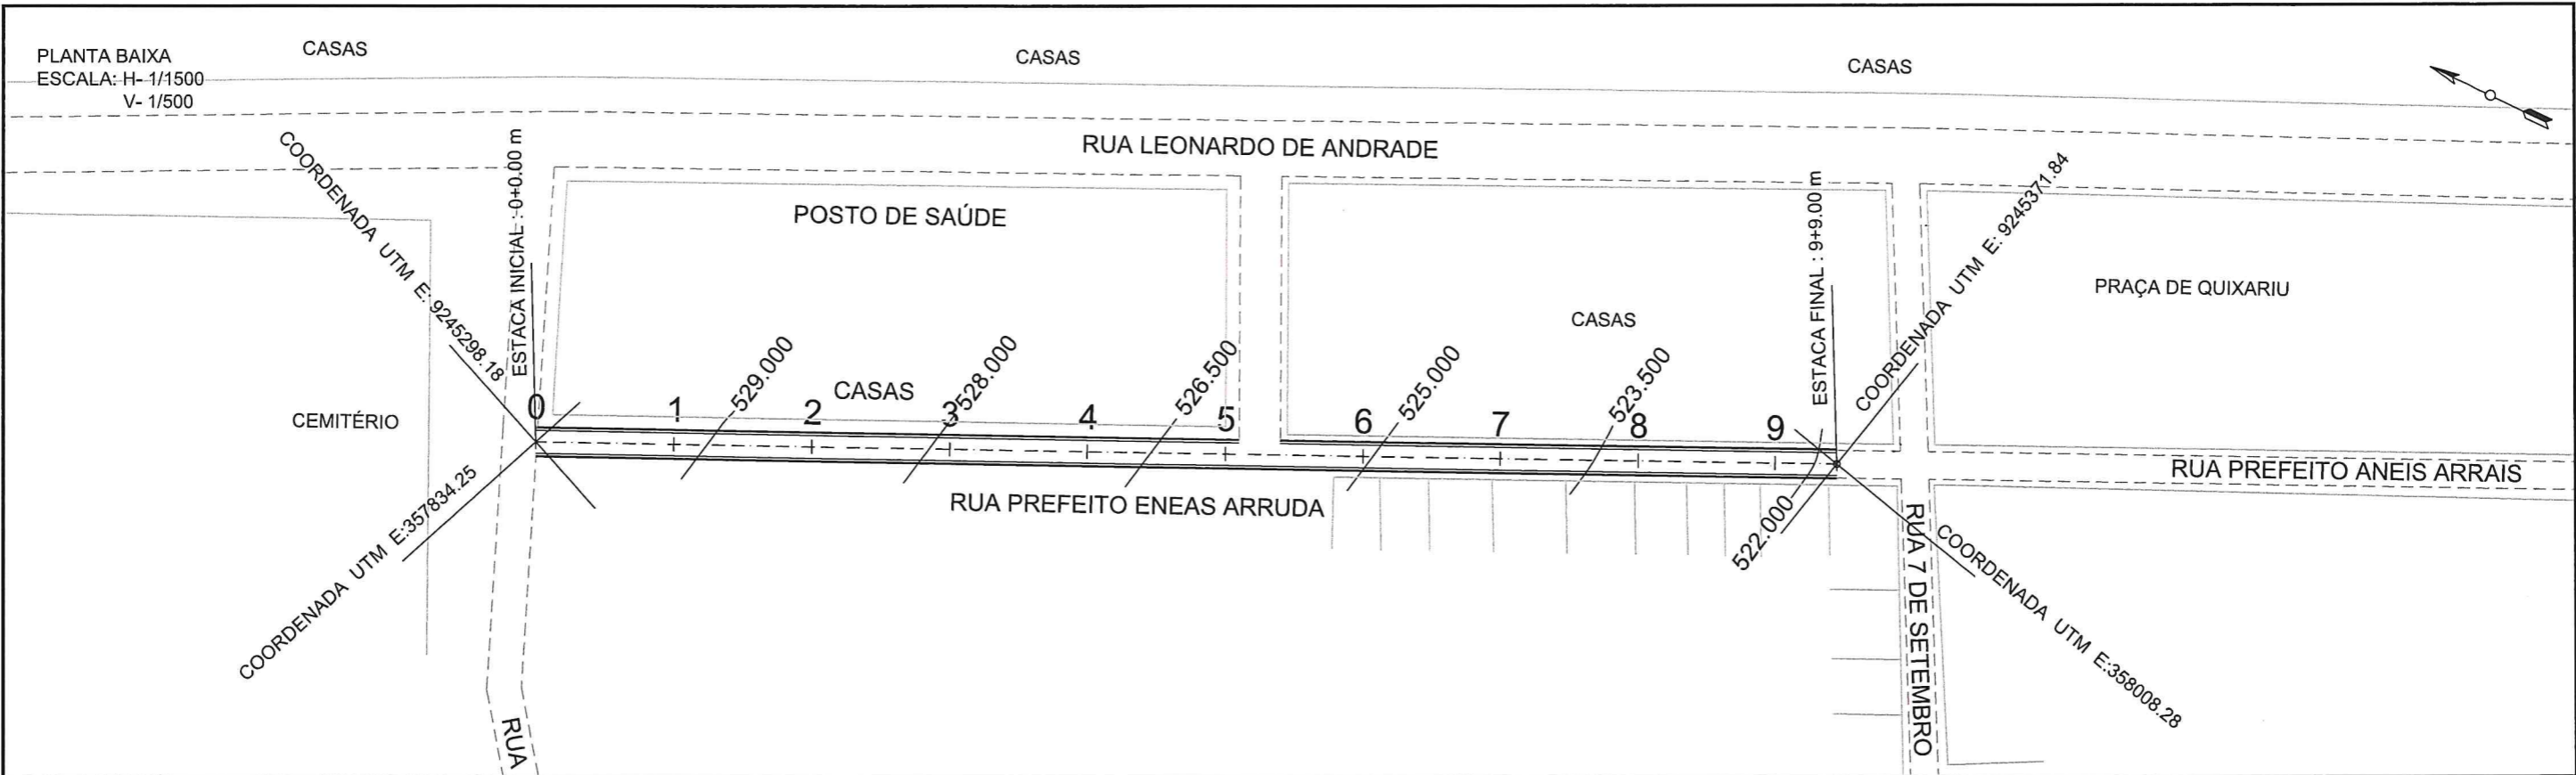 PLANTA BAIXA
ESCALA: H- 1/1500
V- 1/500
CASAS
CASAS
CASAS
RUA LEONARDO DE ANDRADE
COORDENADA UTM E: 9245298.18
ESTACA INICIAL : 0+0.00 m
POSTO DE SAÚDE
ESTACA FINAL : 9+9.00 m
COORDENADA UTM E: 9245371.84
PRAÇA DE QUIXARIU
CASAS
CEMITÉRIO
CASAS
0
1
529.000
2
3
528.000
4
5
526.500
6
525.000
7
8
523.500
9
RUA PREFEITO ANEIS ARRAIS
RUA PREFEITO ENEAS ARRUDA
522.000
COORDENADA UTM E:357834.25
COORDENADA UTM E:358008.28
RUA 7 DE SETEMBRO
RUA